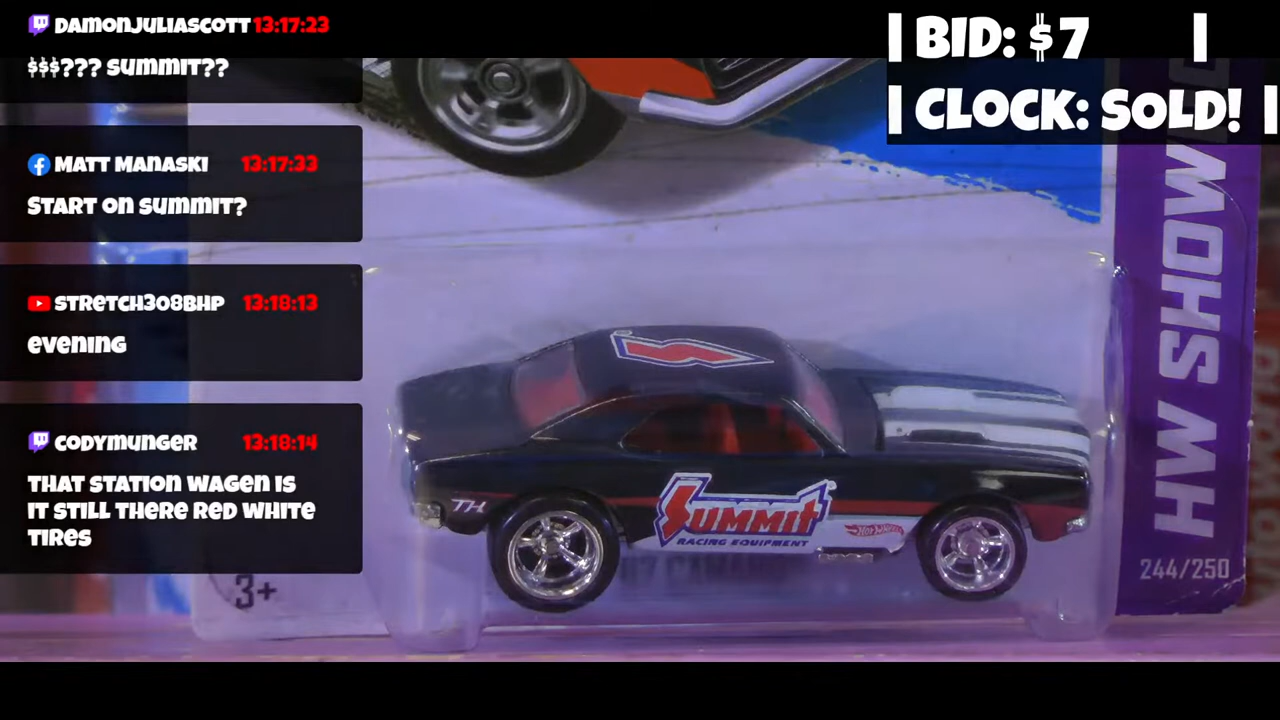 DAMONJULIASCOTT 13:17:23
$$$??? SUMMIT??
MATT MANASKI 13:17:33
START ON SUMMIT?
STRETCH308BHP 13:18:13
EVENING
CODYMUNGER 13:18:14
THAT STATION WAGEN IS
IT STILL THERE RED WHITE
TIRES
| BID: $7 |
| CLOCK: SOLD! |
HW SHOW
244/250
TH
SUMMIT
RACING EQUIPMENT
Hot Wheels
3+